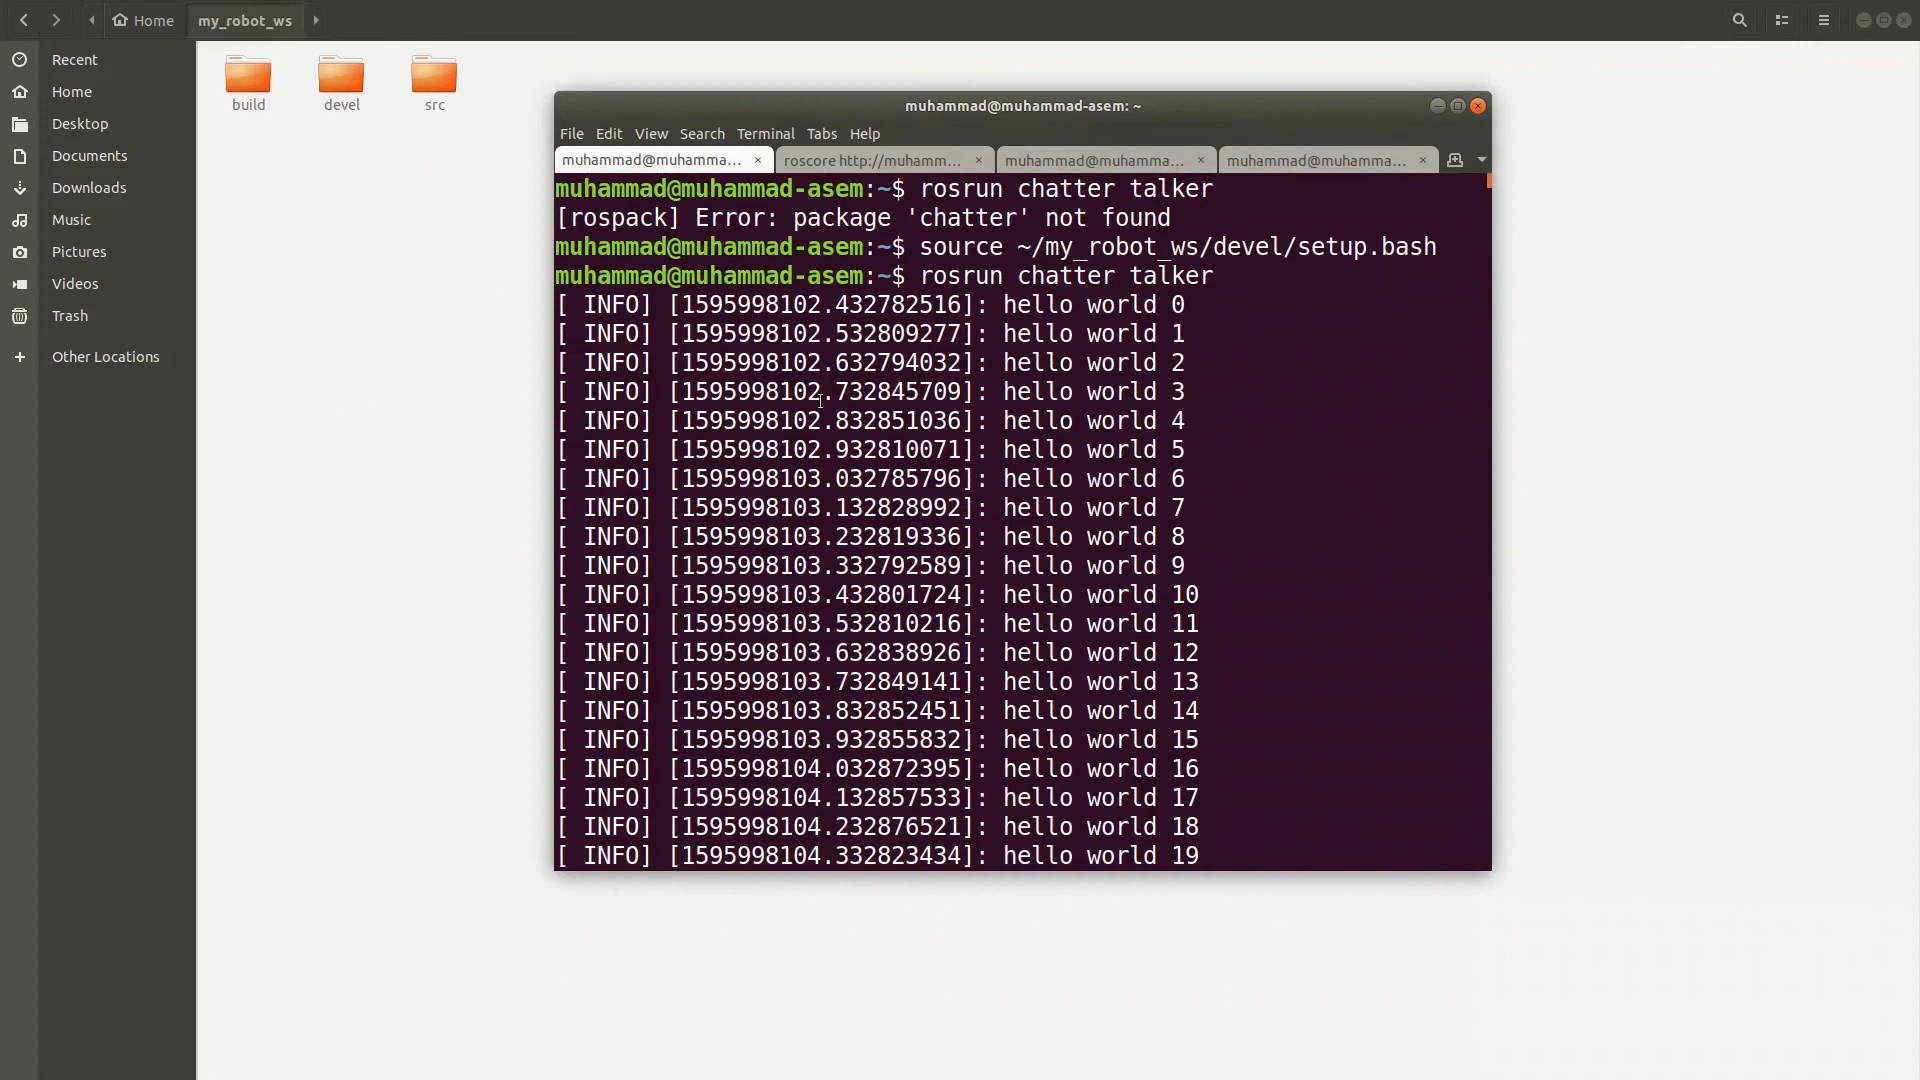 Home my_robot_ws
Recent
Home
Desktop
Documents
Downloads
Music
Pictures
Videos
Trash
Other Locations
build devel src
muhammad@muhammad-asem: ~
File Edit View Search Terminal Tabs Help
muhammad@muhamma... roscore http://muhamm... muhammad@muhamma... muhammad@muhamma...
muhammad@muhammad-asem:~$ rosrun chatter talker
[rospack] Error: package 'chatter' not found
muhammad@muhammad-asem:~$ source ~/my_robot_ws/devel/setup.bash
muhammad@muhammad-asem:~$ rosrun chatter talker
[ INFO] [1595998102.432782516]: hello world 0
[ INFO] [1595998102.532809277]: hello world 1
[ INFO] [1595998102.632794032]: hello world 2
[ INFO] [1595998102.732845709]: hello world 3
[ INFO] [1595998102.832851036]: hello world 4
[ INFO] [1595998102.932810071]: hello world 5
[ INFO] [1595998103.032785796]: hello world 6
[ INFO] [1595998103.132828992]: hello world 7
[ INFO] [1595998103.232819336]: hello world 8
[ INFO] [1595998103.332792589]: hello world 9
[ INFO] [1595998103.432801724]: hello world 10
[ INFO] [1595998103.532810216]: hello world 11
[ INFO] [1595998103.632838926]: hello world 12
[ INFO] [1595998103.732849141]: hello world 13
[ INFO] [1595998103.832852451]: hello world 14
[ INFO] [1595998103.932855832]: hello world 15
[ INFO] [1595998104.032872395]: hello world 16
[ INFO] [1595998104.132857533]: hello world 17
[ INFO] [1595998104.232876521]: hello world 18
[ INFO] [1595998104.332823434]: hello world 19